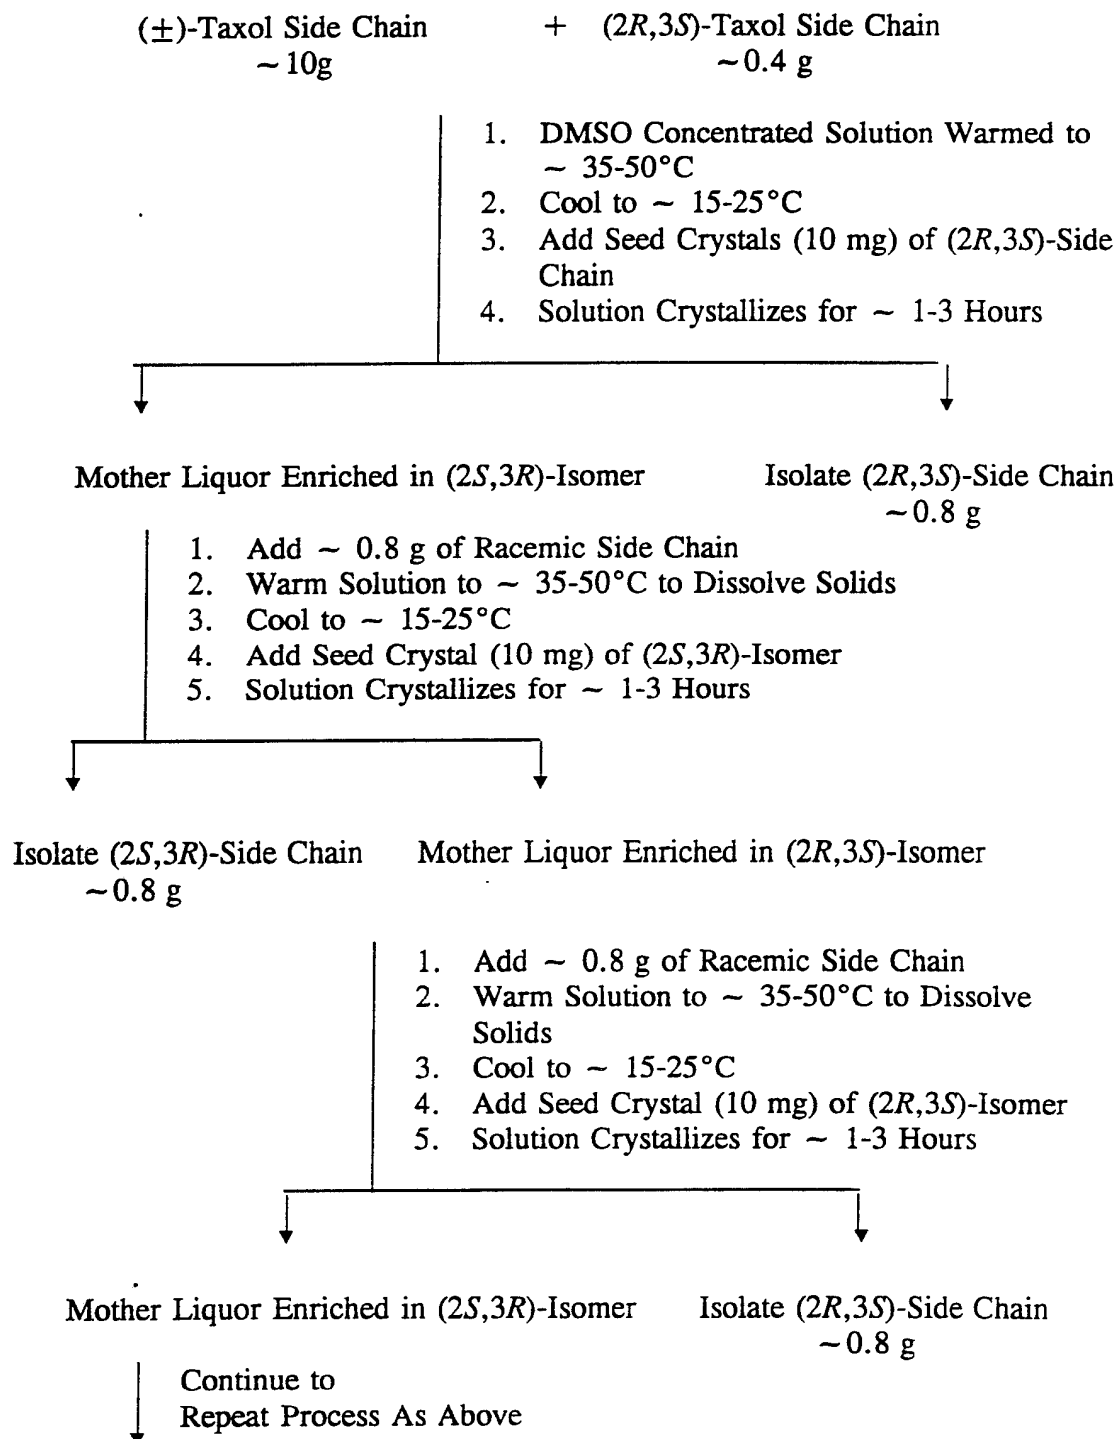 (±)-Taxol Side Chain + (2R,3S)-Taxol Side Chain
~ 10g ~0.4 g
1. DMSO Concentrated Solution Warmed to
~ 35-50°C
2. Cool to ~ 15-25°C
3. Add Seed Crystals (10 mg) of (2R,3S)-Side
Chain
4. Solution Crystallizes for ~ 1-3 Hours
Mother Liquor Enriched in (2S,3R)-Isomer Isolate (2R,3S)-Side Chain
~0.8 g
1. Add ~ 0.8 g of Racemic Side Chain
2. Warm Solution to ~ 35-50°C to Dissolve Solids
3. Cool to ~ 15-25°C
4. Add Seed Crystal (10 mg) of (2S,3R)-Isomer
5. Solution Crystallizes for ~ 1-3 Hours
Isolate (2S,3R)-Side Chain Mother Liquor Enriched in (2R,3S)-Isomer
~0.8 g
1. Add ~ 0.8 g of Racemic Side Chain
2. Warm Solution to ~ 35-50°C to Dissolve
Solids
3. Cool to ~ 15-25°C
4. Add Seed Crystal (10 mg) of (2R,3S)-Isomer
5. Solution Crystallizes for ~ 1-3 Hours
Mother Liquor Enriched in (2S,3R)-Isomer Isolate (2R,3S)-Side Chain
~0.8 g
Continue to
Repeat Process As Above